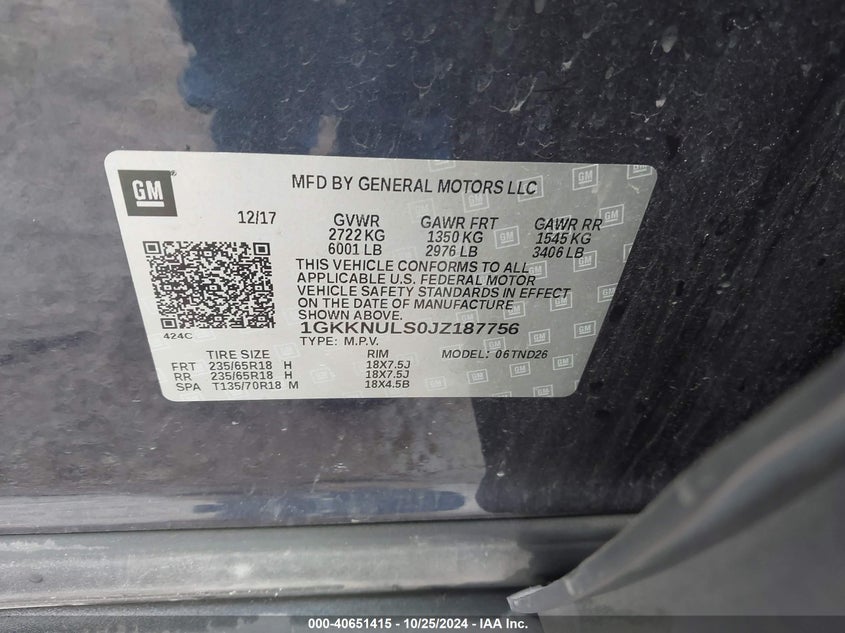 GM
MFD BY GENERAL MOTORS LLC
12/17 GVWR GAWR FRT GAWR RR
2722 KG 1350 KG 1545 KG
6001 LB 2976 LB 3406 LB
THIS VEHICLE CONFORMS TO ALL
APPLICABLE U.S. FEDERAL MOTOR
VEHICLE SAFETY STANDARDS IN EFFECT
ON THE DATE OF MANUFACTURE
SHOWN ABOVE.
424C
1GKKNULS0JZ187756
TYPE: M.P.V. MODEL: 06TND26
TIRE SIZE RIM
FRT 235/65R18 H 18X7.5J
RR 235/65R18 H 18X7.5J
SPA T135/70R18 M 18X4.5B
000-40651415 - 10/25/2024 - IAA Inc.